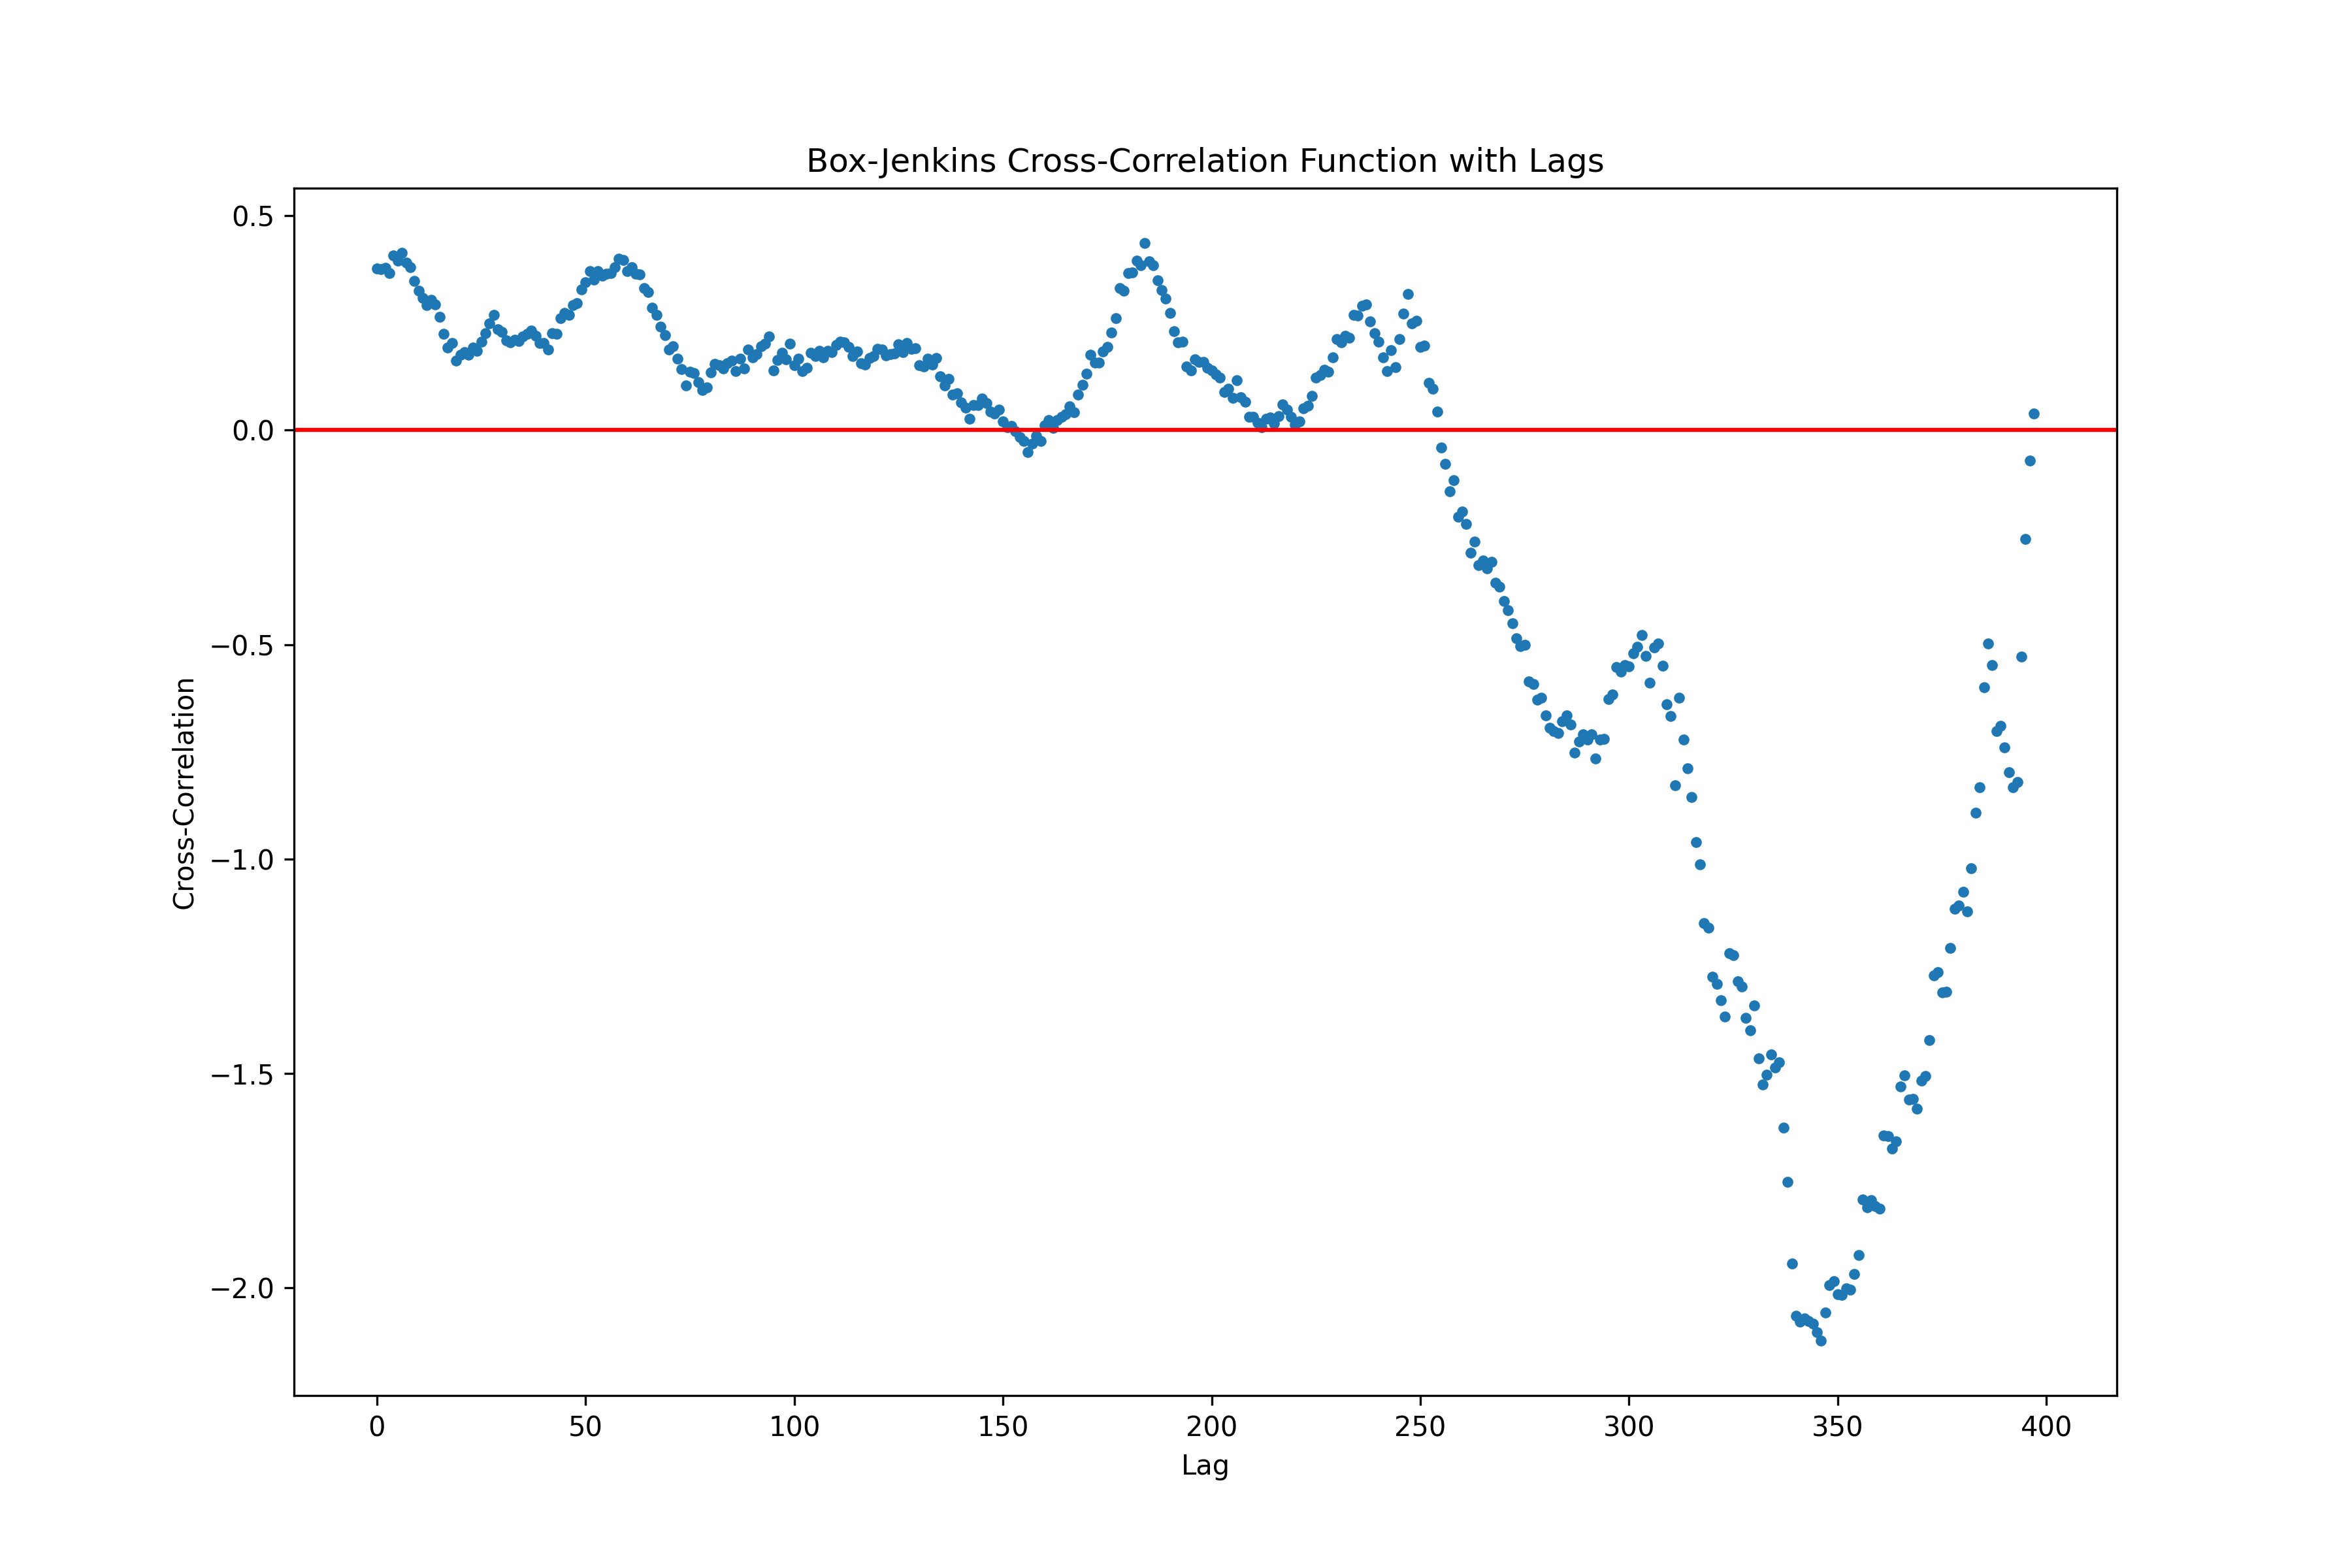 Box-Jenkins Cross-Correlation Function with Lags
0.5
0.0
−0.5
−1.0
−1.5
−2.0
Cross-Correlation
0 50 100 150 200 250 300 350 400
Lag